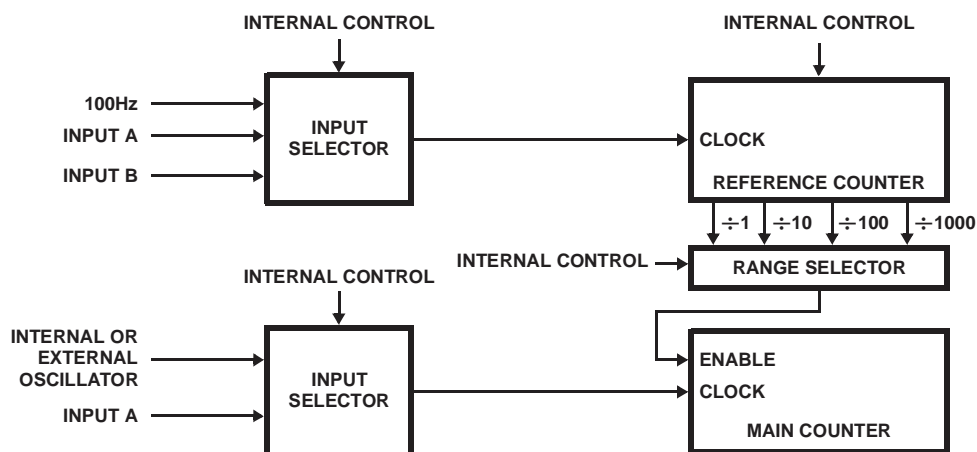 INTERNAL CONTROL
INTERNAL CONTROL
100Hz
INPUT A
INPUT B
INPUT
SELECTOR
CLOCK
REFERENCE COUNTER
÷1
÷10
÷100
÷1000
INTERNAL CONTROL
RANGE SELECTOR
INTERNAL CONTROL
INTERNAL OR
EXTERNAL
OSCILLATOR
INPUT A
INPUT
SELECTOR
ENABLE
CLOCK
MAIN COUNTER